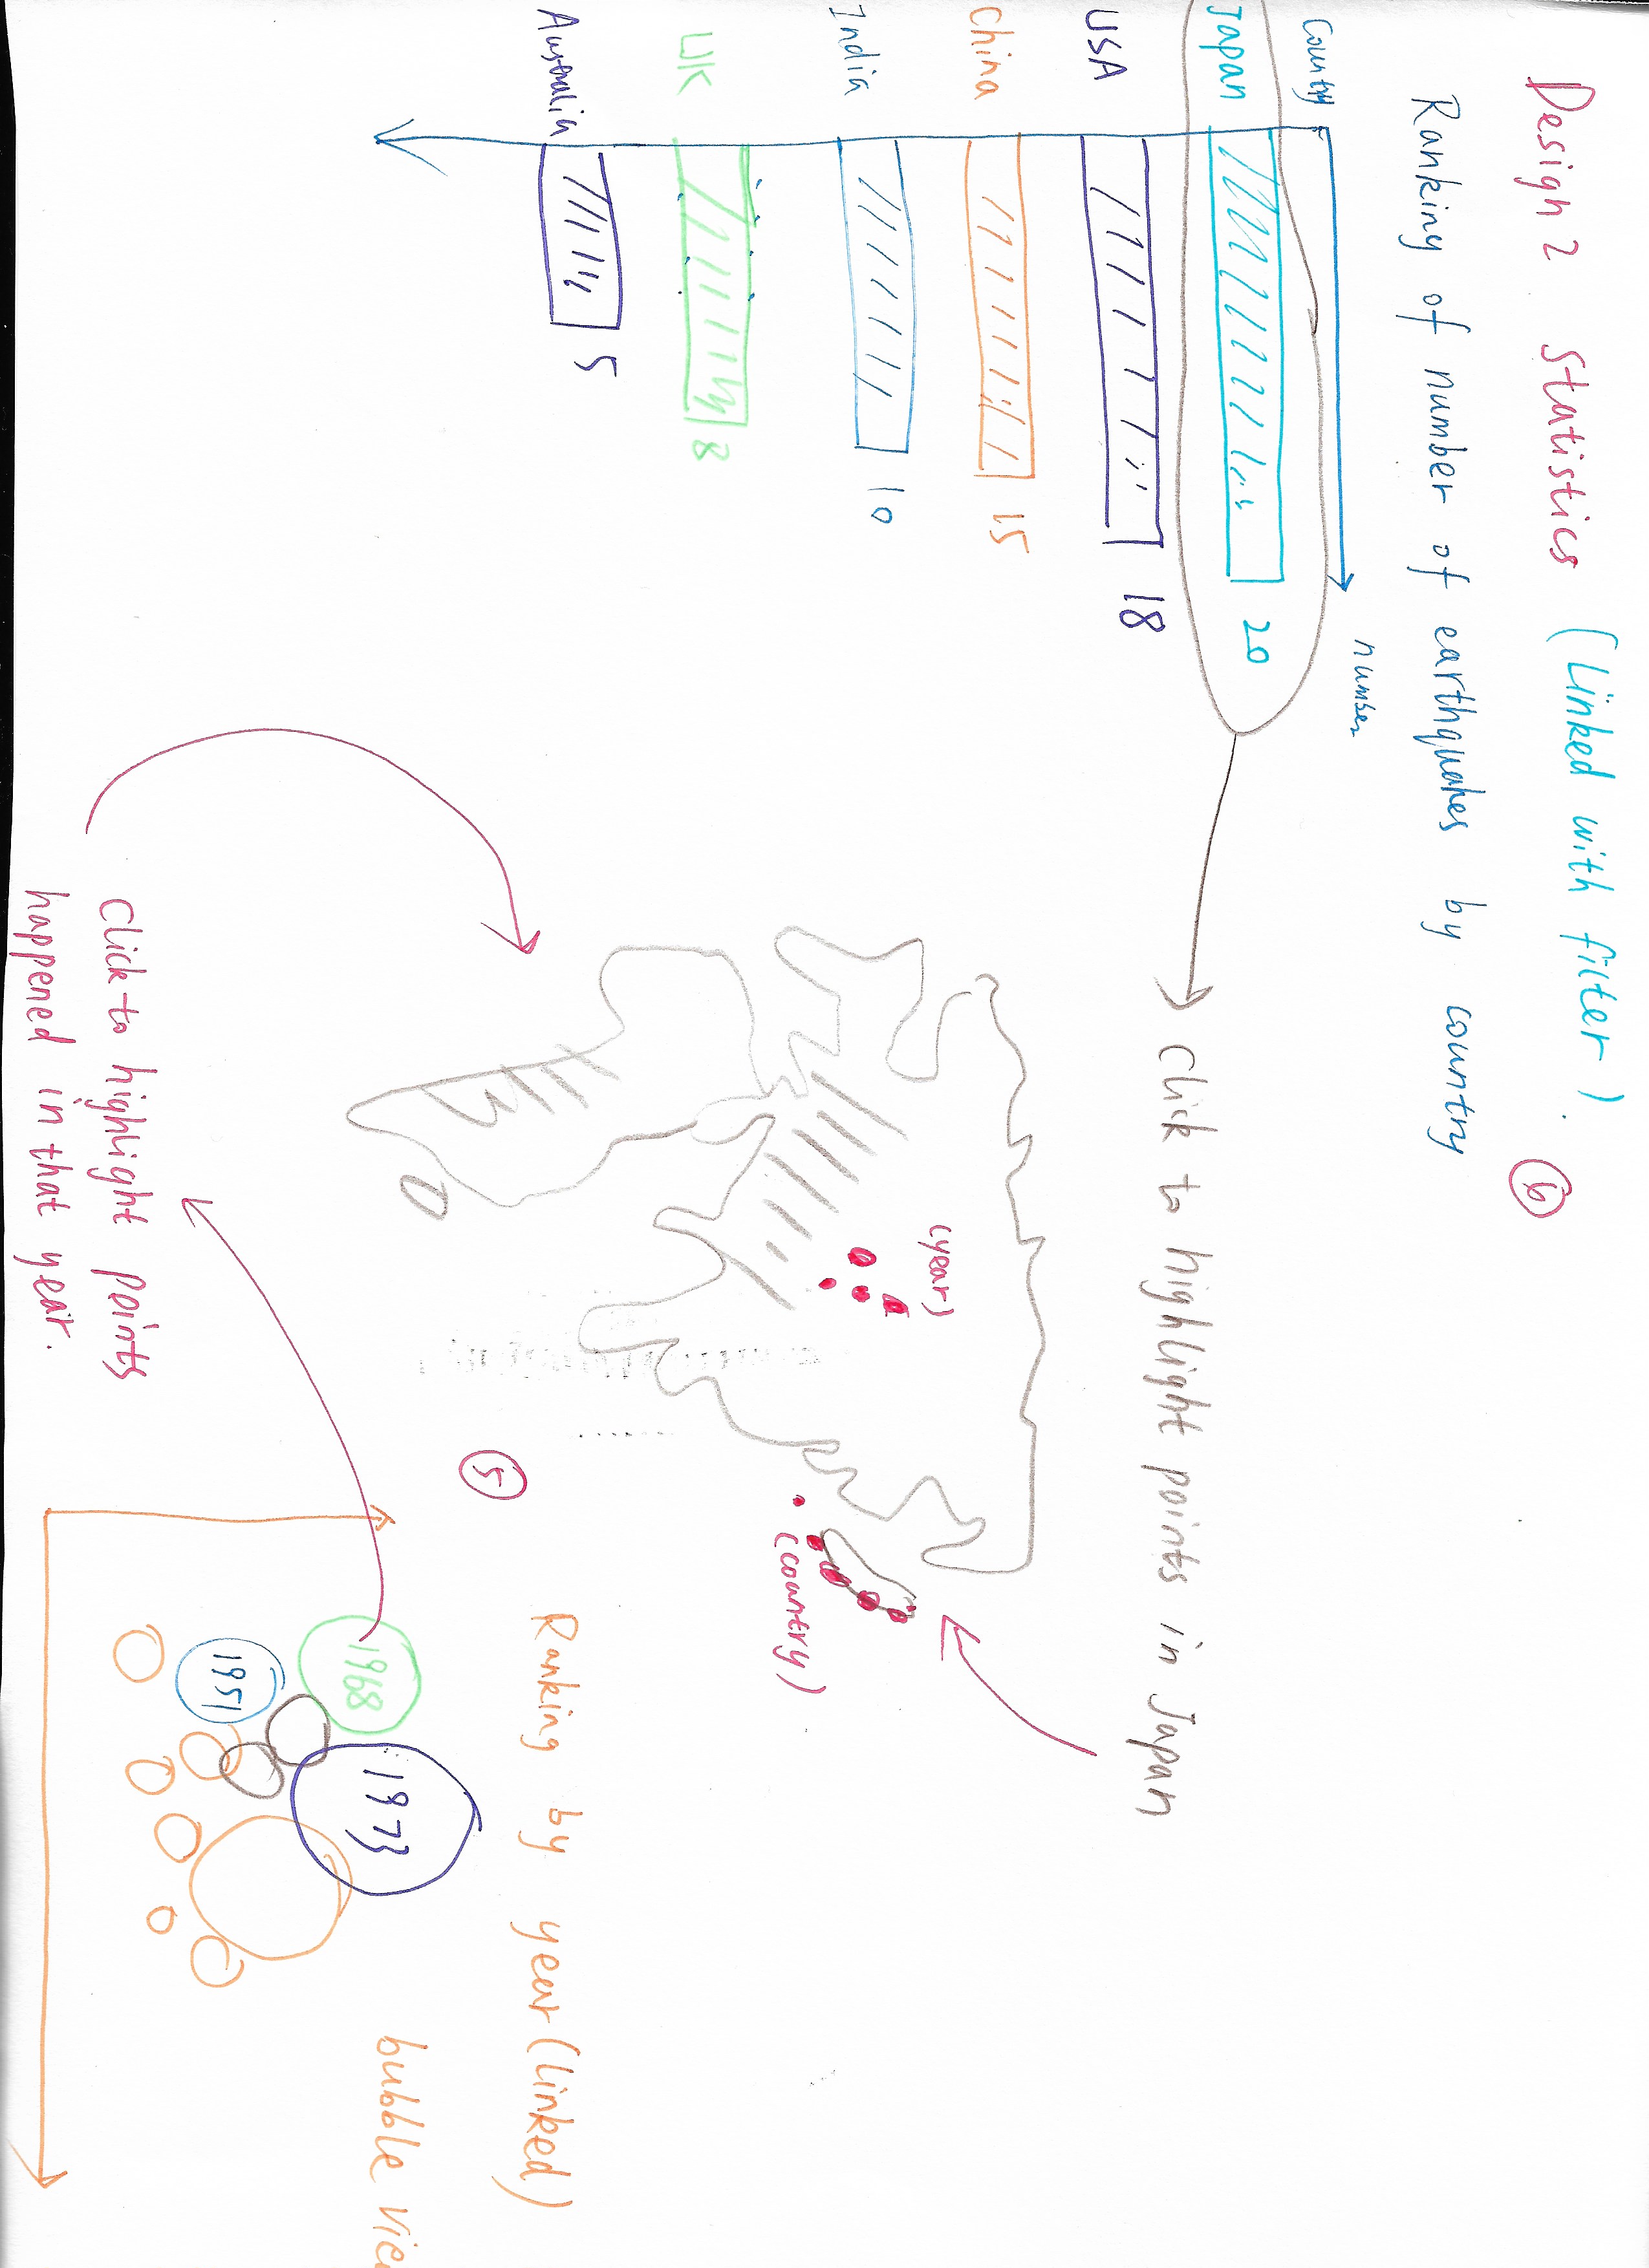 Design 2 Statistics (Linked with filter).
6
Ranking of number of earthquakes by country
Country
number
Japan
20
USA
18
China
15
India
10
UK
8
Australia
5
Click to highlight points in Japan
(year)
(country)
5
Ranking by year (linked)
1968
1973
1951
click to highlight points
happened in that year.
bubble